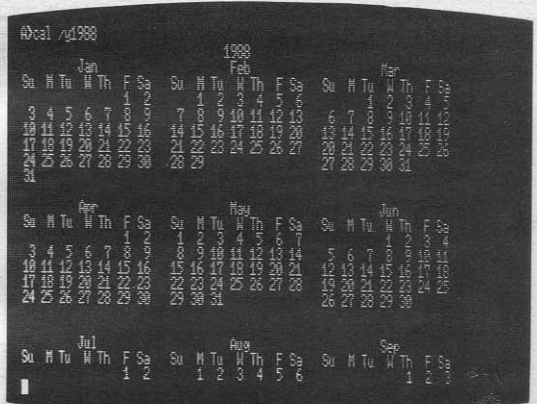 A>cal /y1988
1988
Jan Feb Mar
Su M Tu W Th F Sa Su M Tu W Th F Sa Su M Tu W Th F Sa
1 2 1 2 3 4 5 6 1 2 3 4 5
3 4 5 6 7 8 9 7 8 9 10 11 12 13 6 7 8 9 10 11 12
10 11 12 13 14 15 16 14 15 16 17 18 19 20 13 14 15 16 17 18 19
17 18 19 20 21 22 23 21 22 23 24 25 26 27 20 21 22 23 24 25 26
24 25 26 27 28 29 30 28 29 27 28 29 30 31
31
Apr May Jun
Su M Tu W Th F Sa Su M Tu W Th F Sa Su M Tu W Th F Sa
1 2 1 2 3 4 5 6 7 1 2 3 4
3 4 5 6 7 8 9 8 9 10 11 12 13 14 5 6 7 8 9 10 11
10 11 12 13 14 15 16 15 16 17 18 19 20 21 12 13 14 15 16 17 18
17 18 19 20 21 22 23 22 23 24 25 26 27 28 19 20 21 22 23 24 25
24 25 26 27 28 29 30 29 30 31 26 27 28 29 30
Jul Aug Sep
Su M Tu W Th F Sa Su M Tu W Th F Sa Su M Tu W Th F Sa
1 2 1 2 3 4 5 6 1 2 3